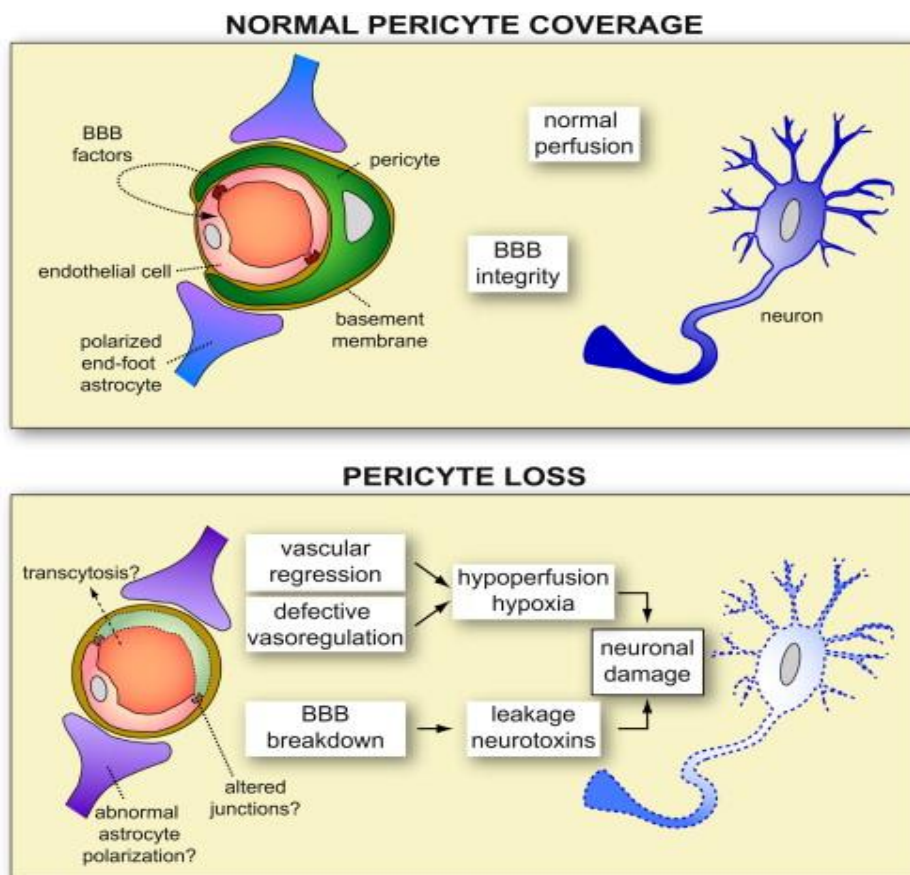 NORMAL PERICYTE COVERAGE
BBB
factors
pericyte
endothelial cell
polarized
end-foot
astrocyte
basement
membrane
normal
perfusion
BBB
integrity
neuron
PERICYTE LOSS
transcytosis?
vascular
regression
defective
vasoregulation
hypoperfusion
hypoxia
neuronal
damage
BBB
breakdown
leakage
neurotoxins
altered
junctions?
abnormal
astrocyte
polarization?